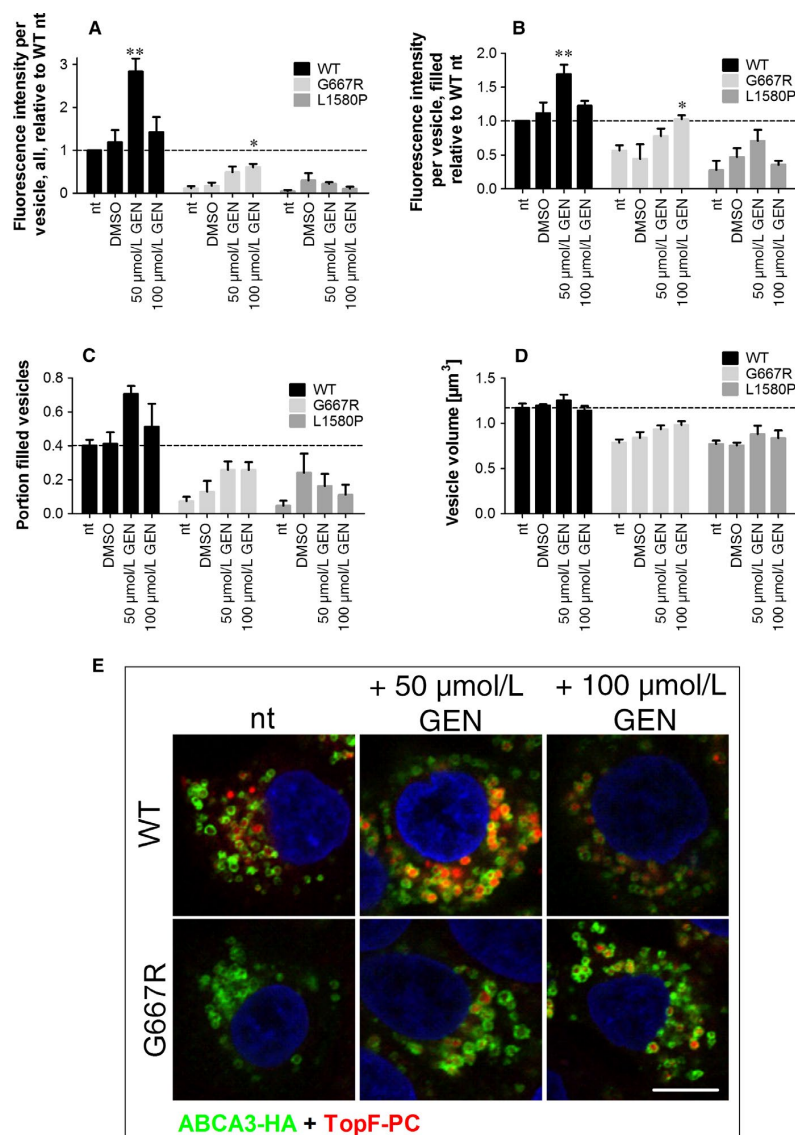 A
Fluorescence intensity per
vesicle, all, relative to WT nt
3
2
1
0
**
*
WT
G667R
L1580P
nt
DMSO
50 µmol/L GEN
100 µmol/L GEN
nt
DMSO
50 µmol/L GEN
100 µmol/L GEN
nt
DMSO
50 µmol/L GEN
100 µmol/L GEN
B
Fluorescence intensity
per vesicle, filled
relative to WT nt
2.0
1.5
1.0
0.5
0.0
**
*
WT
G667R
L1580P
nt
DMSO
50 µmol/L GEN
100 µmol/L GEN
nt
DMSO
50 µmol/L GEN
100 µmol/L GEN
nt
DMSO
50 µmol/L GEN
100 µmol/L GEN
C
Portion filled vesicles
0.8
0.6
0.4
0.2
0.0
WT
G667R
L1580P
nt
DMSO
50 µmol/L GEN
100 µmol/L GEN
nt
DMSO
50 µmol/L GEN
100 µmol/L GEN
nt
DMSO
50 µmol/L GEN
100 µmol/L GEN
D
Vesicle volume [µm³]
1.5
1.0
0.5
0.0
WT
G667R
L1580P
nt
DMSO
50 µmol/L GEN
100 µmol/L GEN
nt
DMSO
50 µmol/L GEN
100 µmol/L GEN
nt
DMSO
50 µmol/L GEN
100 µmol/L GEN
E
nt
+ 50 µmol/L
GEN
+ 100 µmol/L
GEN
WT
G667R
ABCA3-HA + TopF-PC